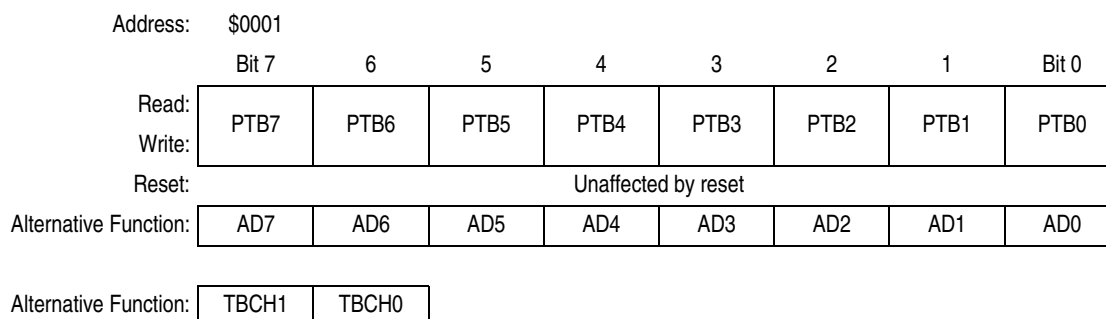 Address: $0001
Bit 7 6 5 4 3 2 1 Bit 0
Read:
PTB7 PTB6 PTB5 PTB4 PTB3 PTB2 PTB1 PTB0
Write:
Reset: Unaffected by reset
Alternative Function: AD7 AD6 AD5 AD4 AD3 AD2 AD1 AD0
Alternative Function: TBCH1 TBCH0